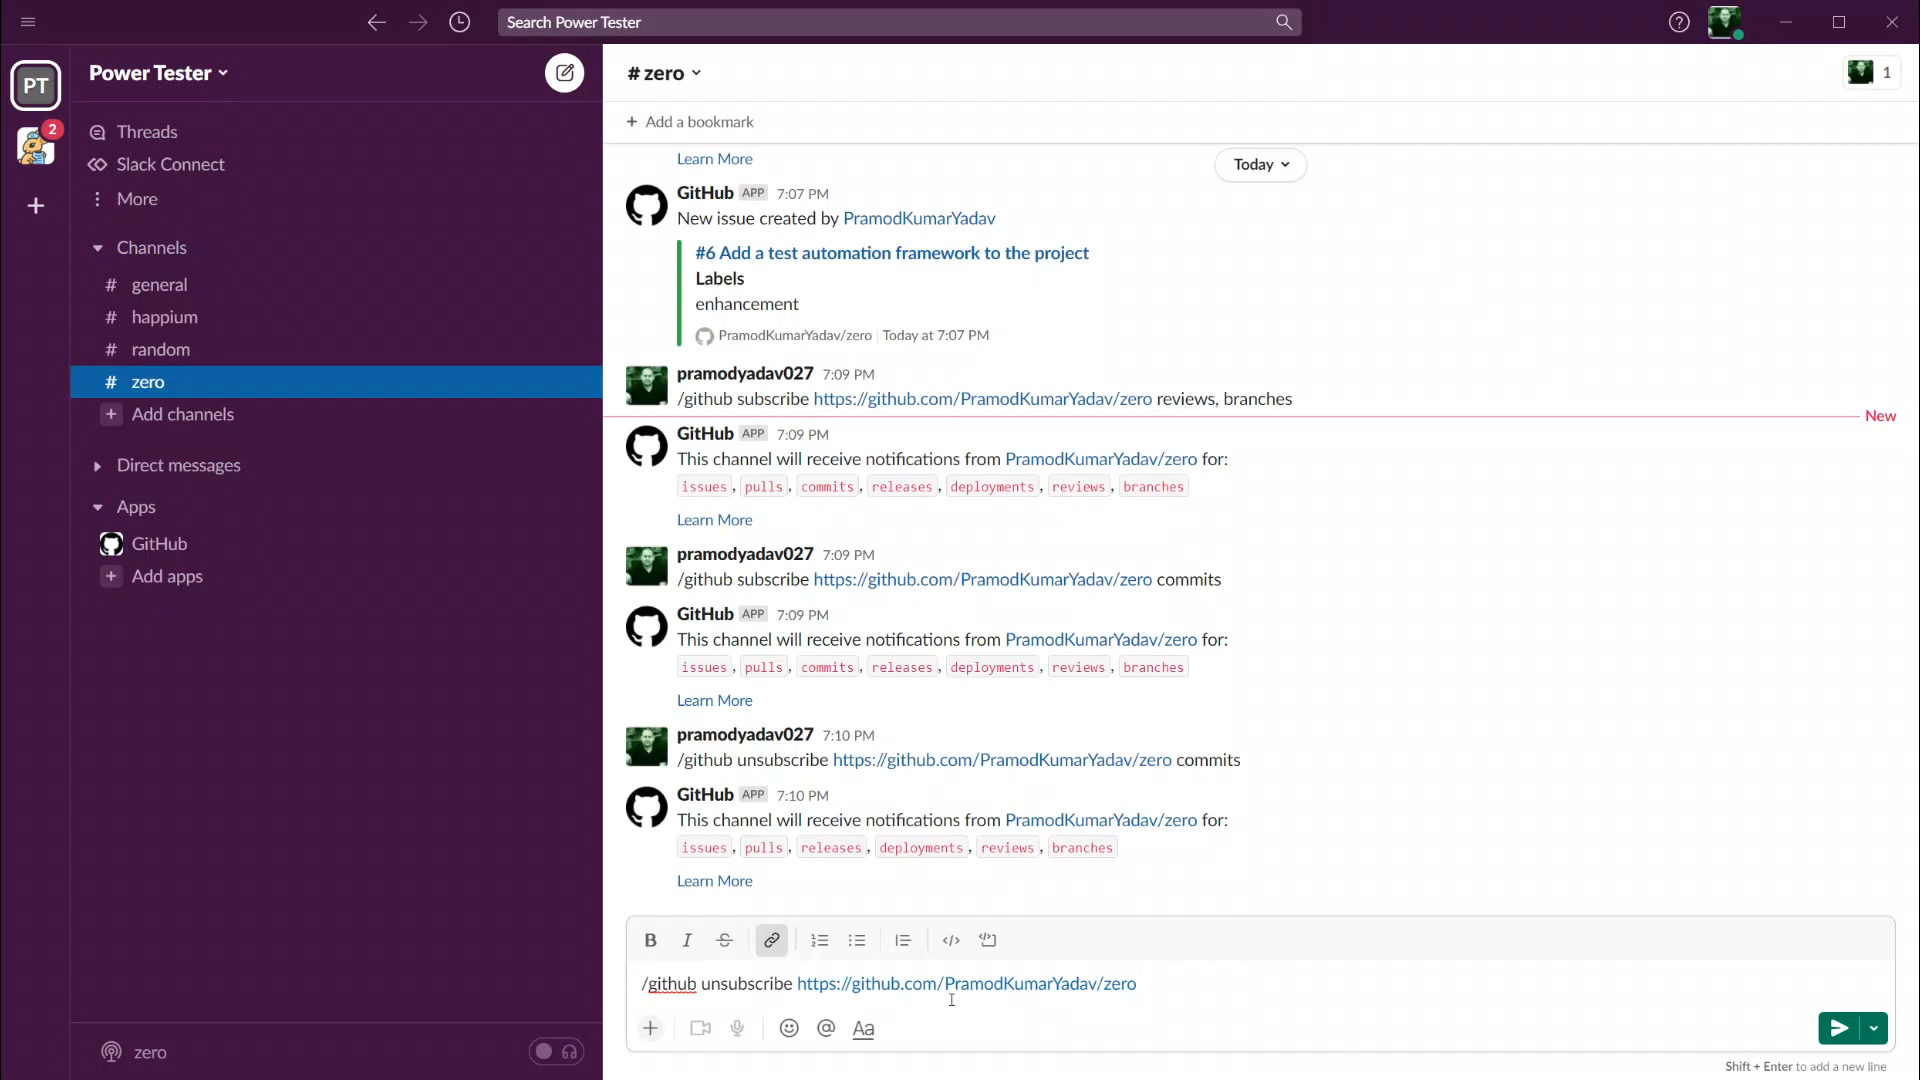 Search Power Tester
PT
Power Tester
# zero
1
2
Threads
Add a bookmark
Slack Connect
More
Channels
# general
# happium
# random
# zero
Add channels
Direct messages
Apps
GitHub
Add apps
zero
Learn More
Today
GitHub APP 7:07 PM
New issue created by PramodKumarYadav
#6 Add a test automation framework to the project
Labels
enhancement
PramodKumarYadav/zero | Today at 7:07 PM
pramodyadav027 7:09 PM
/github subscribe https://github.com/PramodKumarYadav/zero reviews, branches
New
GitHub APP 7:09 PM
This channel will receive notifications from PramodKumarYadav/zero for:
issues, pulls, commits, releases, deployments, reviews, branches
Learn More
pramodyadav027 7:09 PM
/github subscribe https://github.com/PramodKumarYadav/zero commits
GitHub APP 7:09 PM
This channel will receive notifications from PramodKumarYadav/zero for:
issues, pulls, commits, releases, deployments, reviews, branches
Learn More
pramodyadav027 7:10 PM
/github unsubscribe https://github.com/PramodKumarYadav/zero commits
GitHub APP 7:10 PM
This channel will receive notifications from PramodKumarYadav/zero for:
issues, pulls, releases, deployments, reviews, branches
Learn More
B I S
/github unsubscribe https://github.com/PramodKumarYadav/zero
Aa
Shift + Enter to add a new line